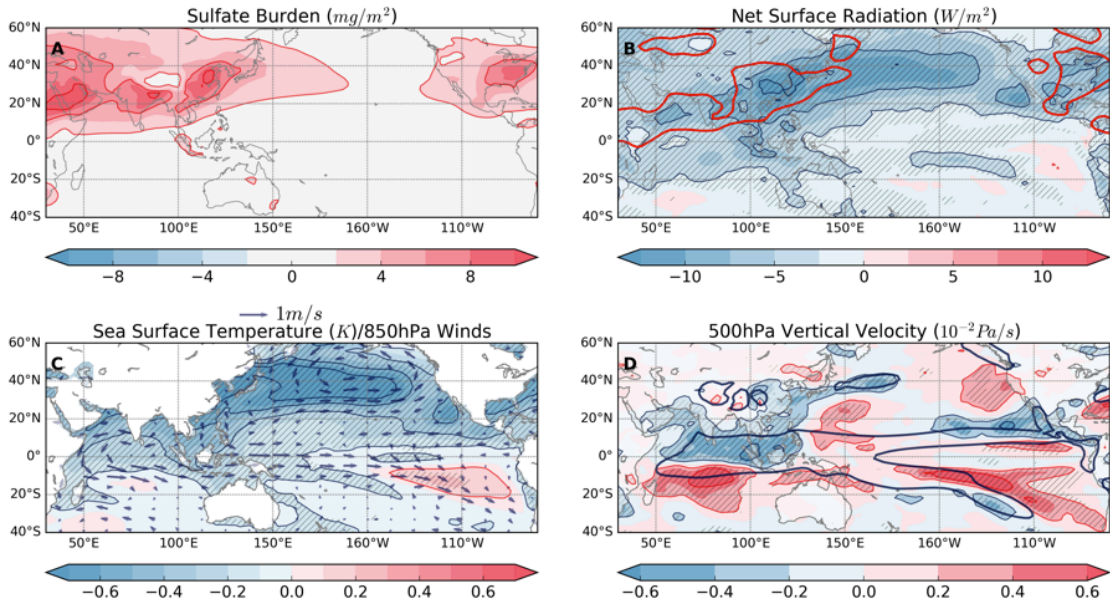 Sulfate Burden (mg/m²)
A
60°N
40°N
20°N
0°
20°S
40°S
50°E 100°E 150°E 160°W 110°W
−8 −4 0 4 8
Net Surface Radiation (W/m²)
B
60°N
40°N
20°N
0°
20°S
40°S
50°E 100°E 150°E 160°W 110°W
−10 −5 0 5 10
1m/s
Sea Surface Temperature (K)/850hPa Winds
C
60°N
40°N
20°N
0°
20°S
40°S
50°E 100°E 150°E 160°W 110°W
−0.6 −0.4 −0.2 0.0 0.2 0.4 0.6
500hPa Vertical Velocity (10⁻²Pa/s)
D
60°N
40°N
20°N
0°
20°S
40°S
50°E 100°E 150°E 160°W 110°W
−0.6 −0.4 −0.2 0.0 0.2 0.4 0.6